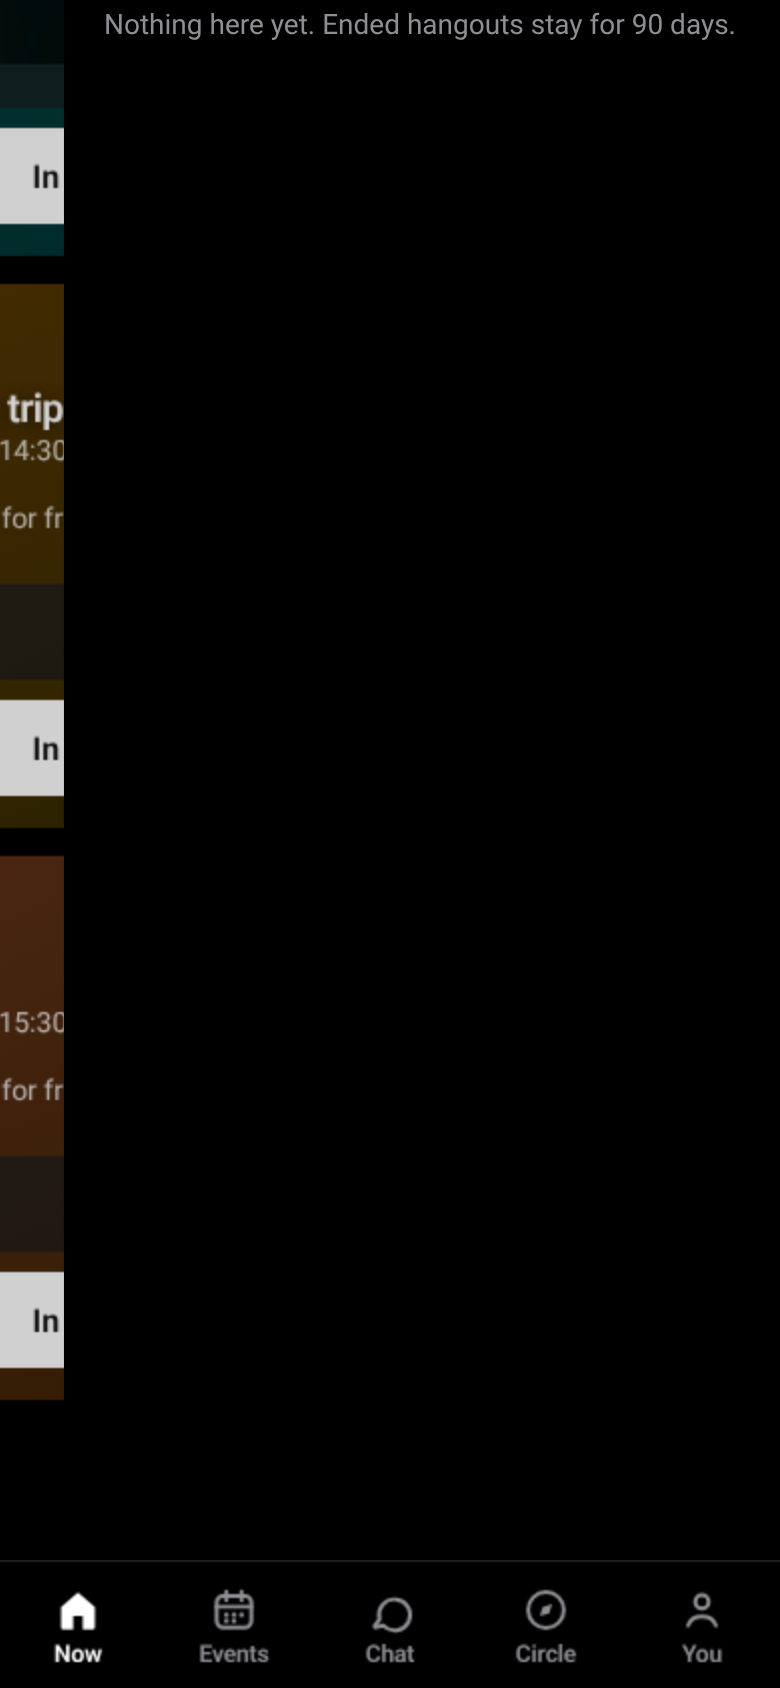 Nothing here yet. Ended hangouts stay for 90 days.
In
trip
14:30
for fr
In
15:30
for fr
In
Now
Events
Chat
Circle
You